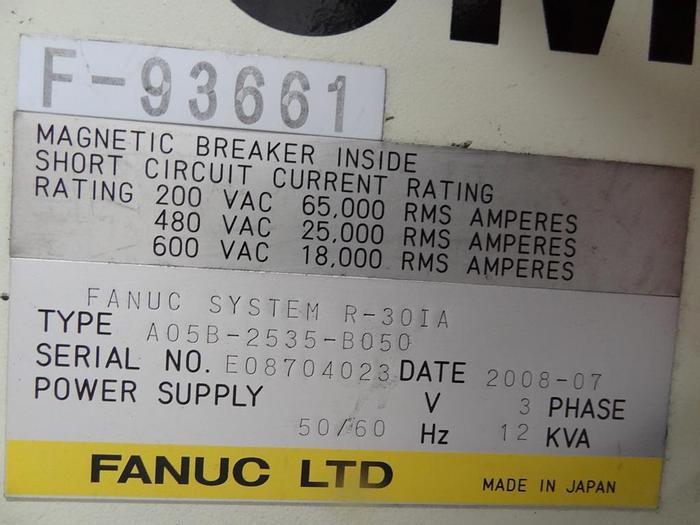 F-93661
MAGNETIC BREAKER INSIDE
SHORT CIRCUIT CURRENT RATING
RATING 200 VAC 65,000 RMS AMPERES
480 VAC 25,000 RMS AMPERES
600 VAC 18,000 RMS AMPERES
FANUC SYSTEM R-30IA
TYPE A05B-2535-B050
SERIAL NO. E08704023 DATE 2008-07
POWER SUPPLY V 3 PHASE
50/60 Hz 12 KVA
FANUC LTD MADE IN JAPAN